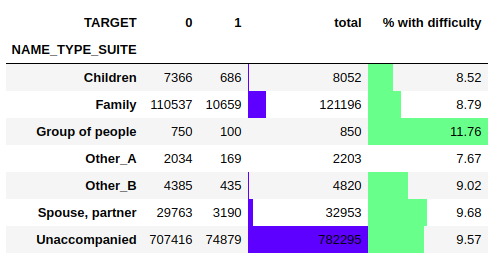 TARGET 0 1 total % with difficulty
NAME_TYPE_SUITE
Children 7366 686 8052 8.52
Family 110537 10659 121196 8.79
Group of people 750 100 850 11.76
Other_A 2034 169 2203 7.67
Other_B 4385 435 4820 9.02
Spouse, partner 29763 3190 32953 9.68
Unaccompanied 707416 74879 782295 9.57